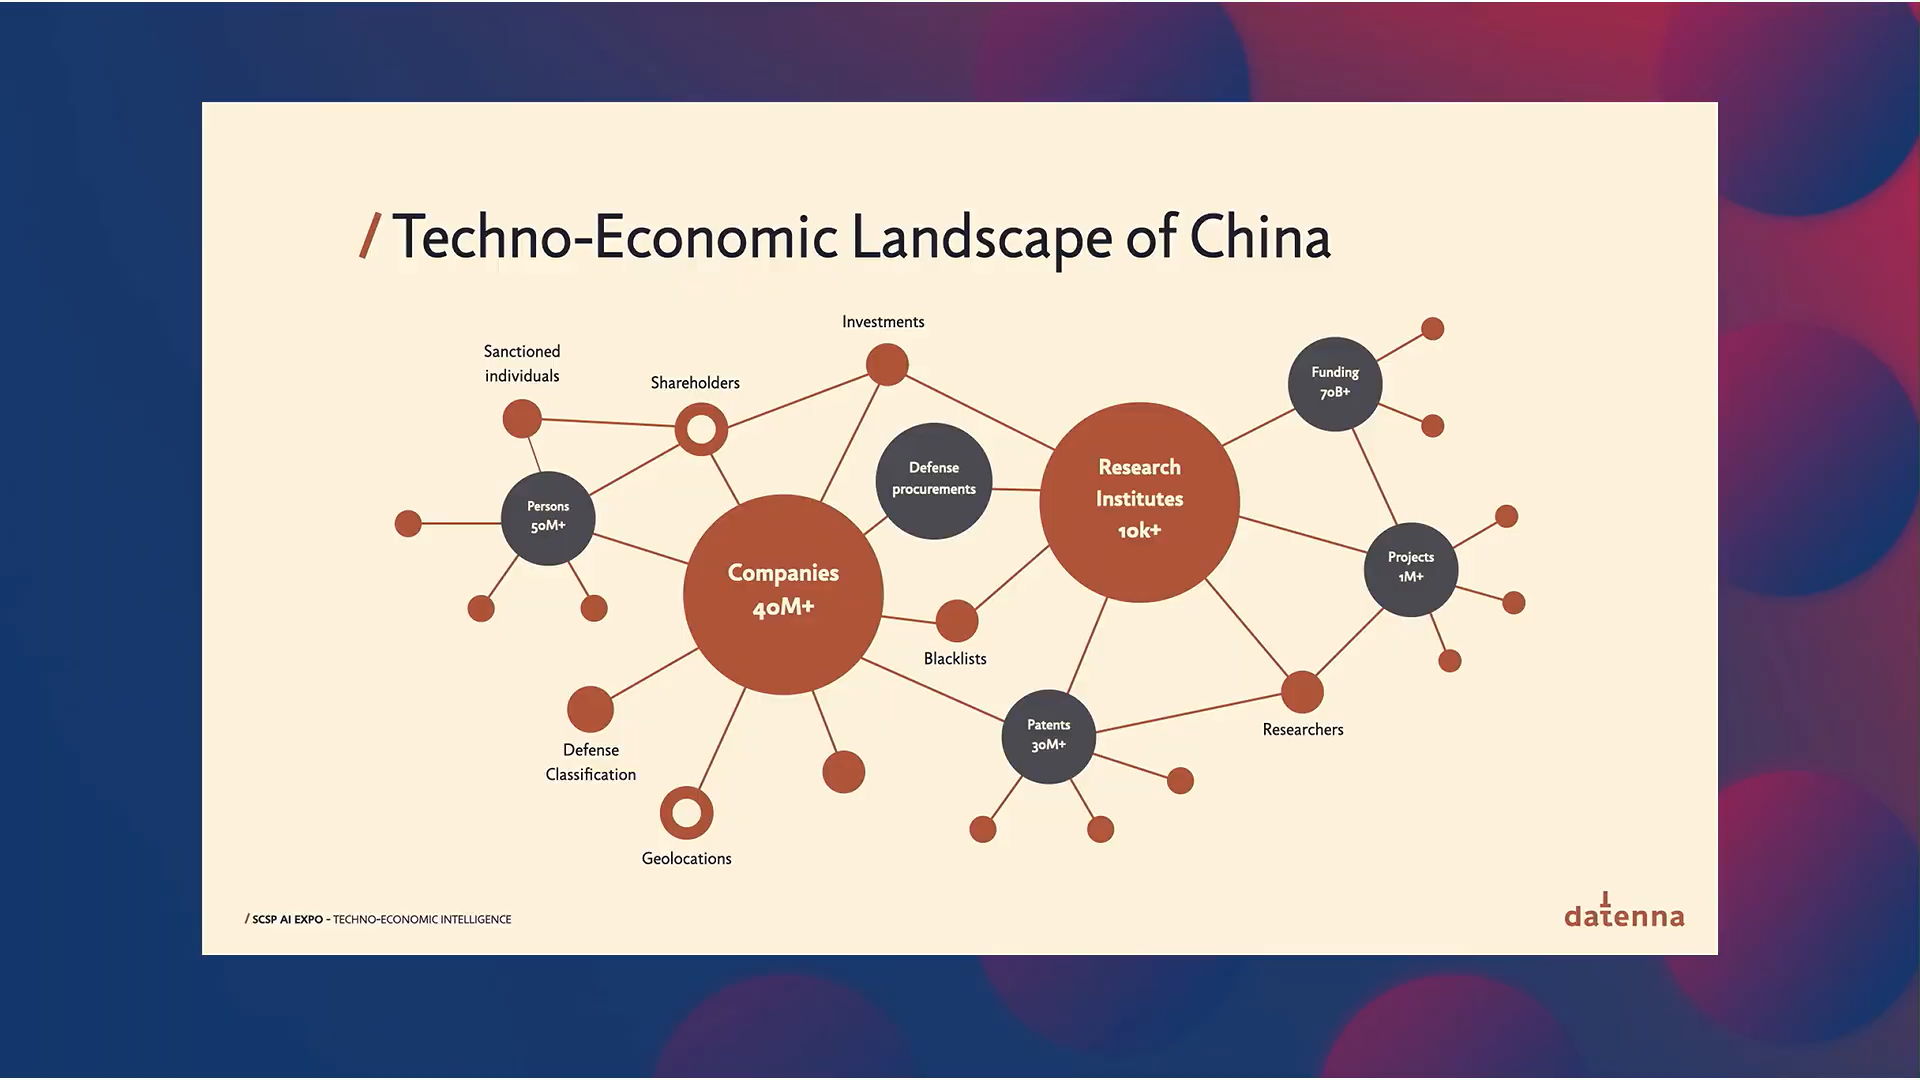 / Techno-Economic Landscape of China
Investments
Sanctioned
individuals
Shareholders
Funding
70B+
Defense
procurements
Research
Institutes
10k+
Persons
50M+
Companies
40M+
Projects
1M+
Blacklists
Patents
30M+
Researchers
Defense
Classification
Geolocations
/ SCSP AI EXPO - TECHNO-ECONOMIC INTELLIGENCE
datenna